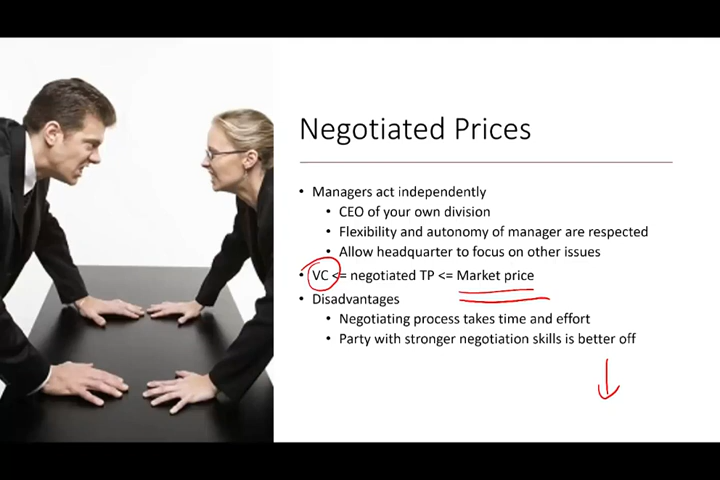 Negotiated Prices
• Managers act independently
• CEO of your own division
• Flexibility and autonomy of manager are respected
• Allow headquarter to focus on other issues
• VC <= negotiated TP <= Market price
• Disadvantages
• Negotiating process takes time and effort
• Party with stronger negotiation skills is better off